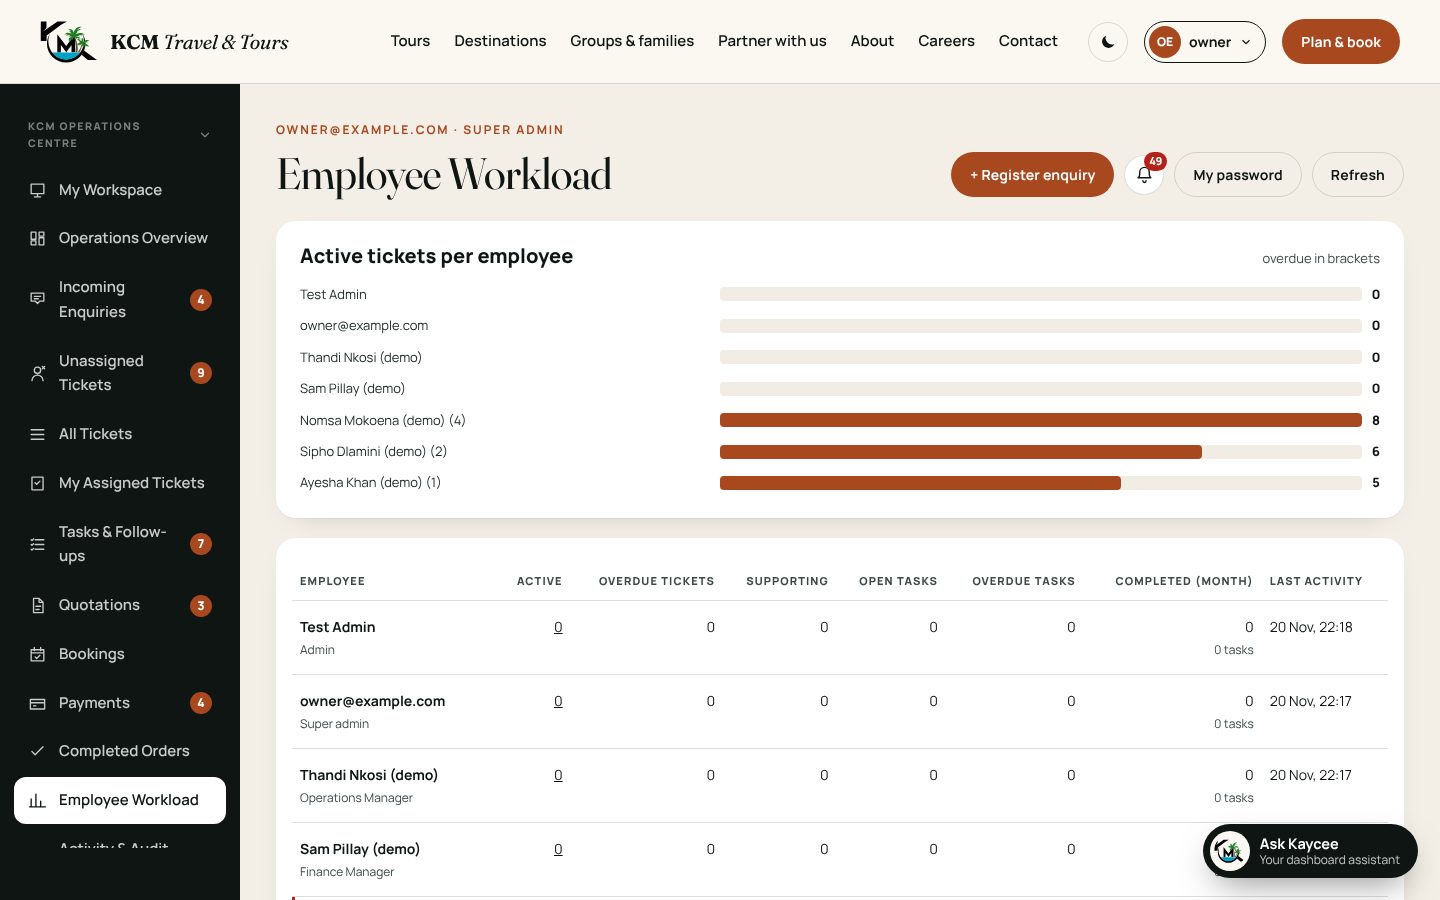 KCM Travel & Tours
Tours
Destinations
Groups & families
Partner with us
About
Careers
Contact
OE
owner
Plan & book
KCM OPERATIONS
CENTRE
My Workspace
Operations Overview
Incoming
Enquiries
4
Unassigned
Tickets
9
All Tickets
My Assigned Tickets
Tasks & Follow-
ups
7
Quotations
3
Bookings
Payments
4
Completed Orders
Employee Workload
Activity & Audit
OWNER@EXAMPLE.COM · SUPER ADMIN
Employee Workload
+ Register enquiry
49
My password
Refresh
Active tickets per employee
overdue in brackets
Test Admin 0
owner@example.com 0
Thandi Nkosi (demo) 0
Sam Pillay (demo) 0
Nomsa Mokoena (demo) (4) 8
Sipho Dlamini (demo) (2) 6
Ayesha Khan (demo) (1) 5
EMPLOYEE ACTIVE OVERDUE TICKETS SUPPORTING OPEN TASKS OVERDUE TASKS COMPLETED (MONTH) LAST ACTIVITY
Test Admin 0 0 0 0 0 0 20 Nov, 22:18
Admin 0 tasks
owner@example.com 0 0 0 0 0 0 20 Nov, 22:17
Super admin 0 tasks
Thandi Nkosi (demo) 0 0 0 0 0 0 20 Nov, 22:17
Operations Manager 0 tasks
Sam Pillay (demo) 0 0 0 0 0
Finance Manager
Ask Kaycee
Your dashboard assistant